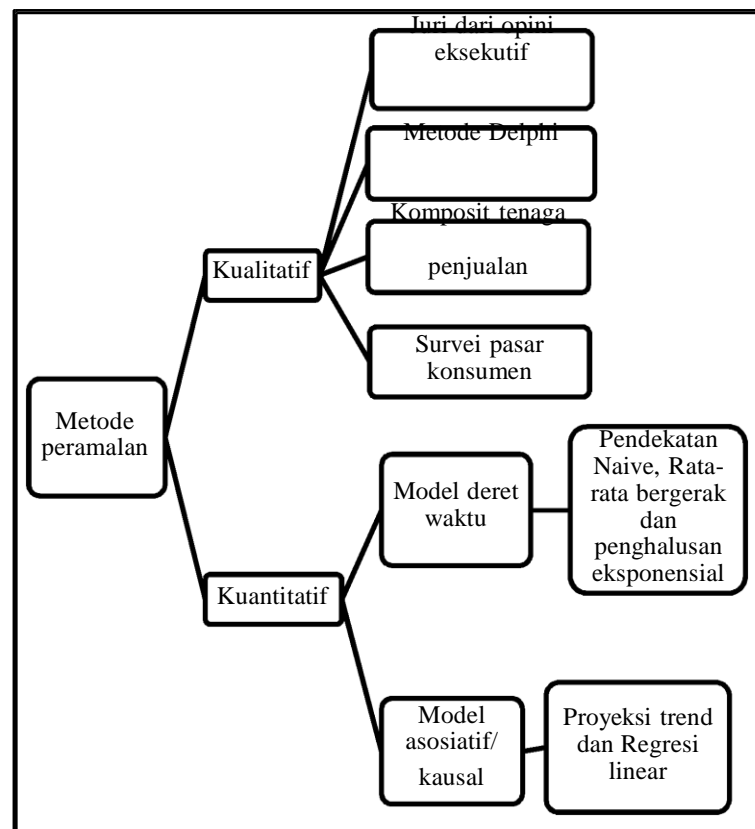 Juri dari opini
eksekutif
Metode Delphi
Komposit tenaga
penjualan
Survei pasar
konsumen
Kualitatif
Metode
peramalan
Kuantitatif
Model deret
waktu
Pendekatan
Naive, Rata-
rata bergerak
dan
penghalusan
eksponensial
Model
asosiatif/
kausal
Proyeksi trend
dan Regresi
linear